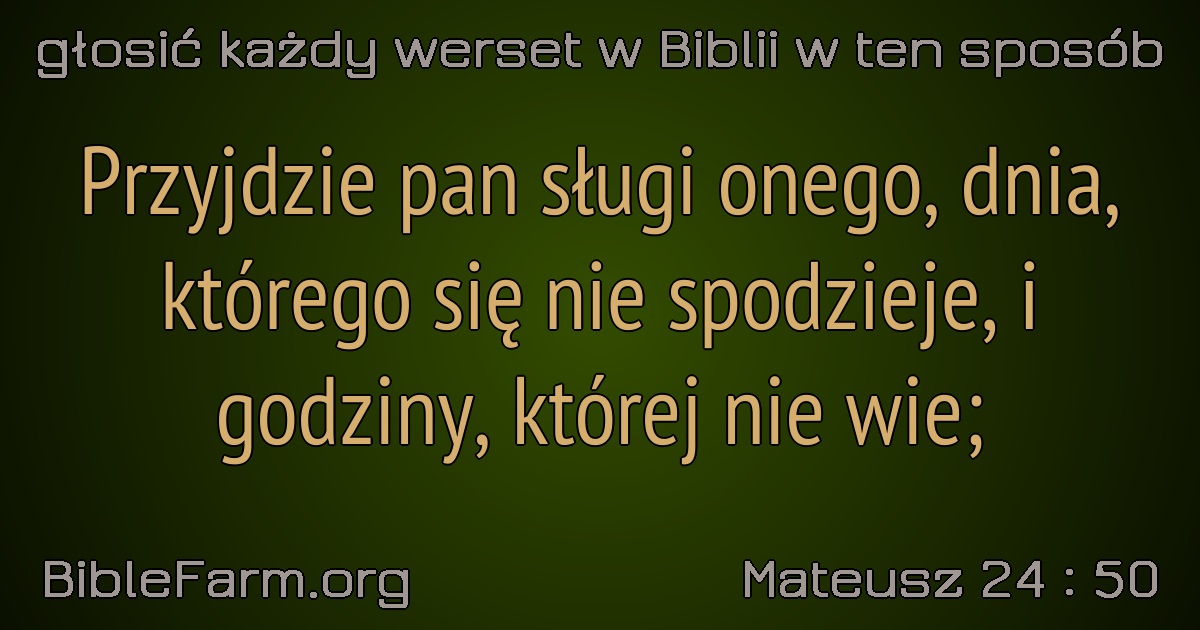 głosić każdy werset w Biblii w ten sposób
Przyjdzie pan sługi onego, dnia,
którego się nie spodzieje, i
godziny, której nie wie;
BibleFarm.org
Mateusz 24 : 50